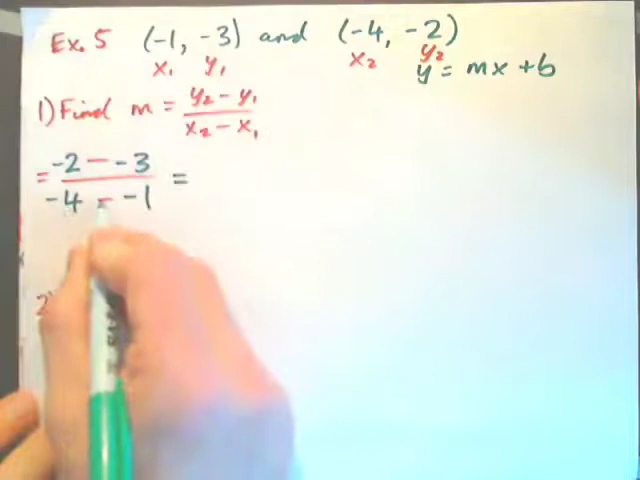 Ex. 5 (-1, -3) and (-4, -2)
x₁ y₁ x₂ y₂
y = mx + b
1) Find m = y₂ - y₁ / x₂ - x₁
= -2 - -3 / -4 - -1 =
2)